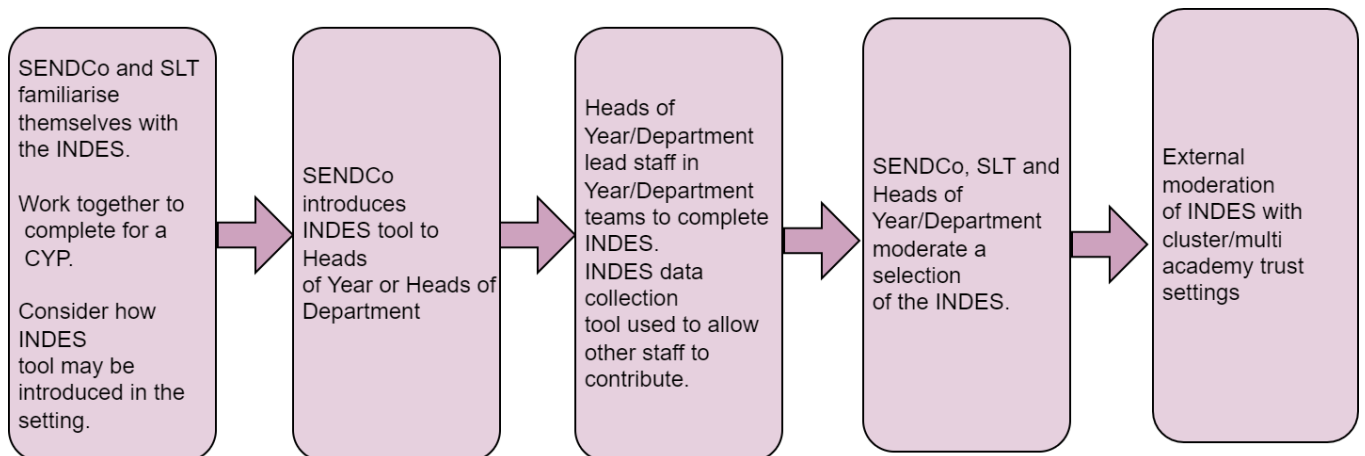 SENDCo and SLT
familiarise
themselves with
the INDES.
Work together to
complete for a
CYP.
Consider how
INDES
tool may be
introduced in the
setting.
SENDCo
introduces
INDES tool to
Heads
of Year or Heads of
Department
Heads of
Year/Department
lead staff in
Year/Department
teams to complete
INDES.
INDES data
collection
tool used to allow
other staff to
contribute.
SENDCo, SLT and
Heads of
Year/Department
moderate a
selection
of the INDES.
External
moderation
of INDES with
cluster/multi
academy trust
settings